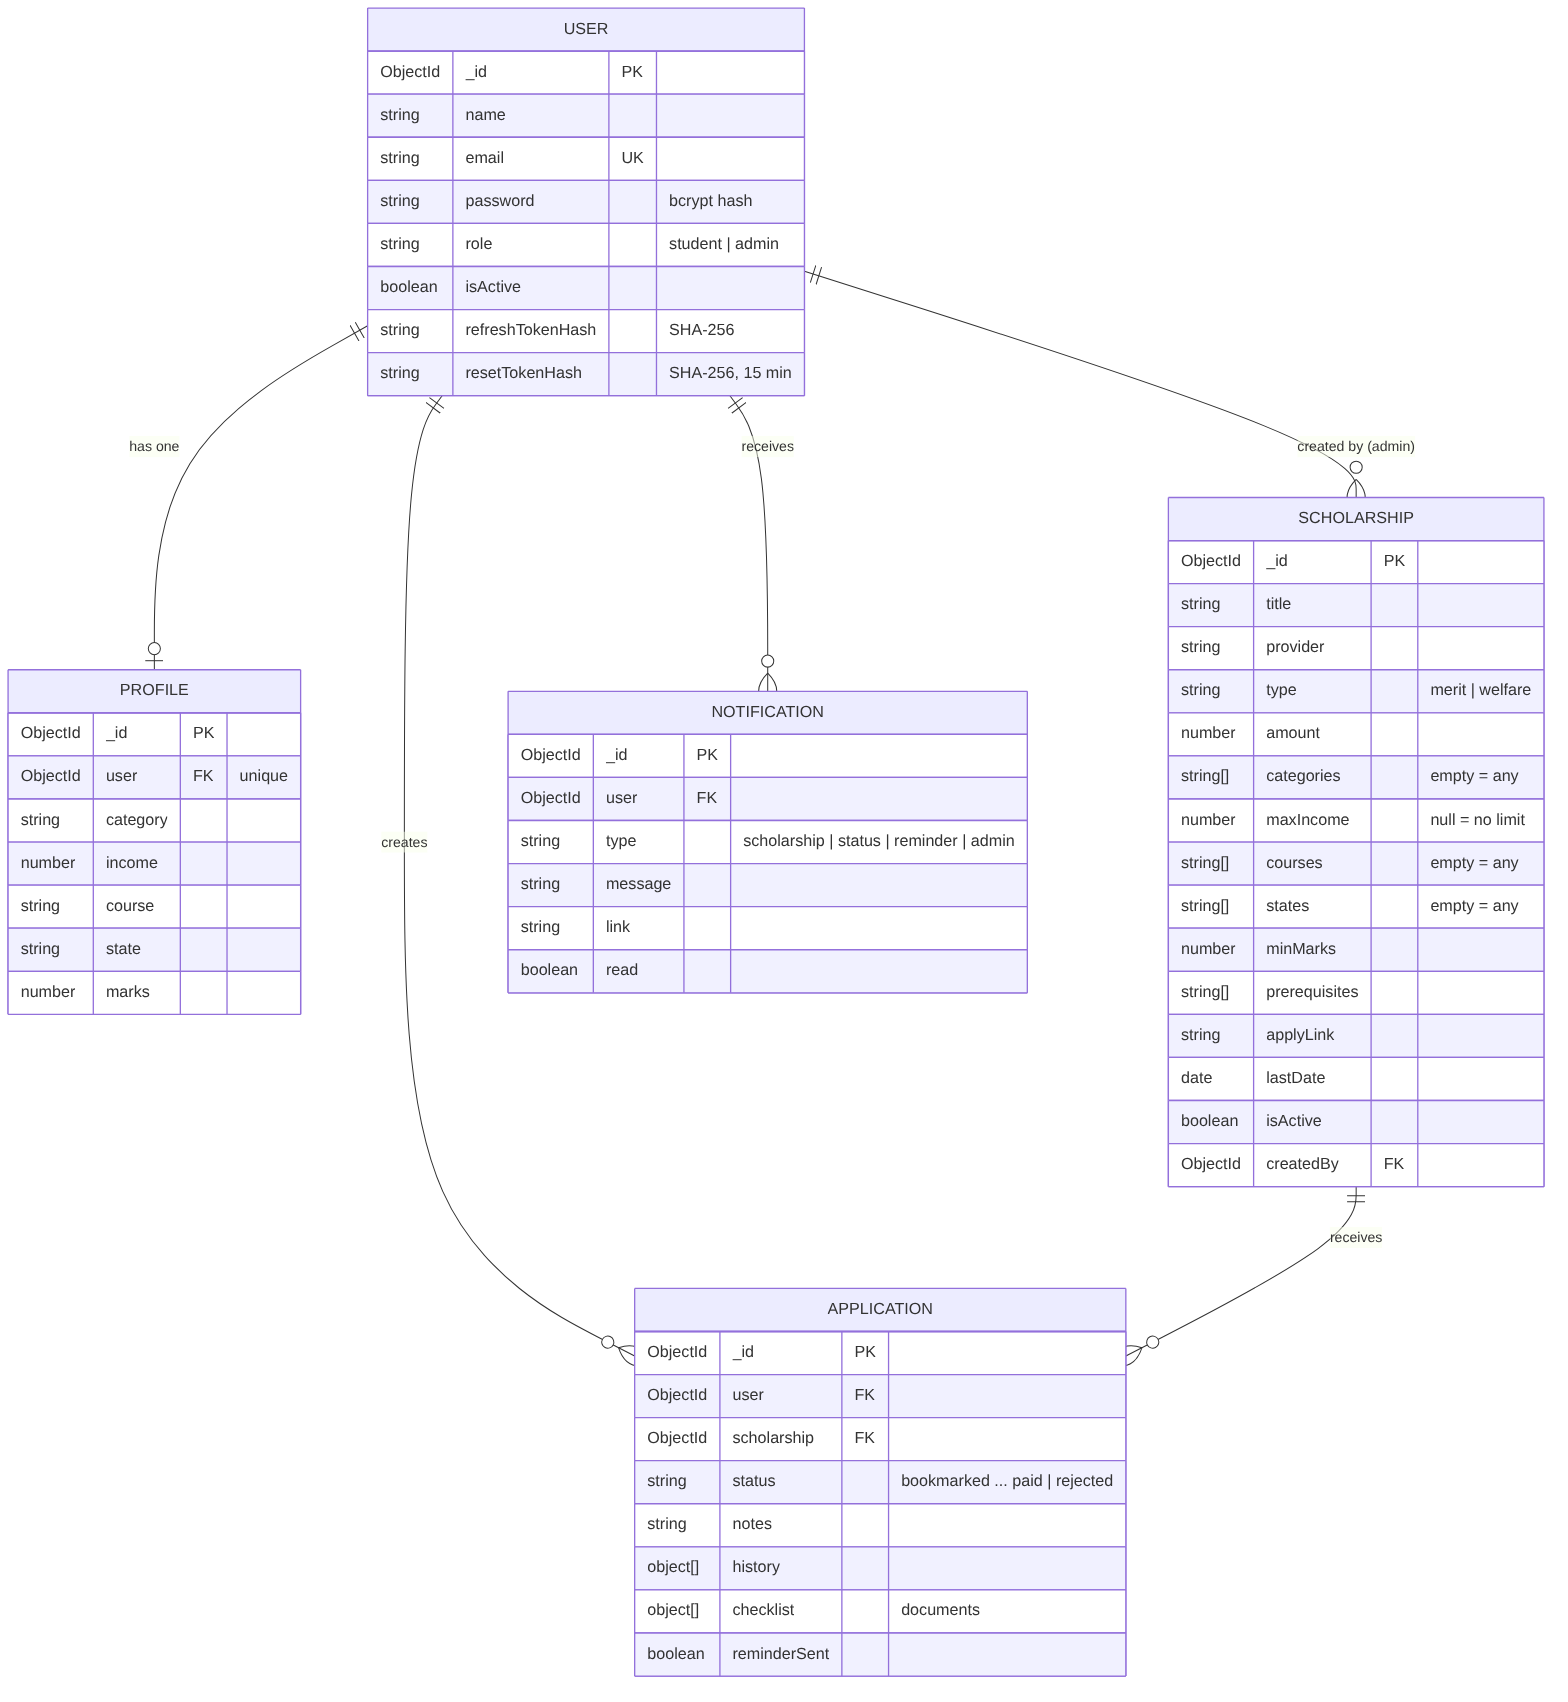 USER
ObjectId _id PK
string name
string email UK
string password bcrypt hash
string role student | admin
boolean isActive
string refreshTokenHash SHA-256
string resetTokenHash SHA-256, 15 min
has one
receives
created by (admin)
creates
PROFILE
ObjectId _id PK
ObjectId user FK unique
string category
number income
string course
string state
number marks
NOTIFICATION
ObjectId _id PK
ObjectId user FK
string type scholarship | status | reminder | admin
string message
string link
boolean read
SCHOLARSHIP
ObjectId _id PK
string title
string provider
string type merit | welfare
number amount
string[] categories empty = any
number maxIncome null = no limit
string[] courses empty = any
string[] states empty = any
number minMarks
string[] prerequisites
string applyLink
date lastDate
boolean isActive
ObjectId createdBy FK
receives
APPLICATION
ObjectId _id PK
ObjectId user FK
ObjectId scholarship FK
string status bookmarked ... paid | rejected
string notes
object[] history
object[] checklist documents
boolean reminderSent